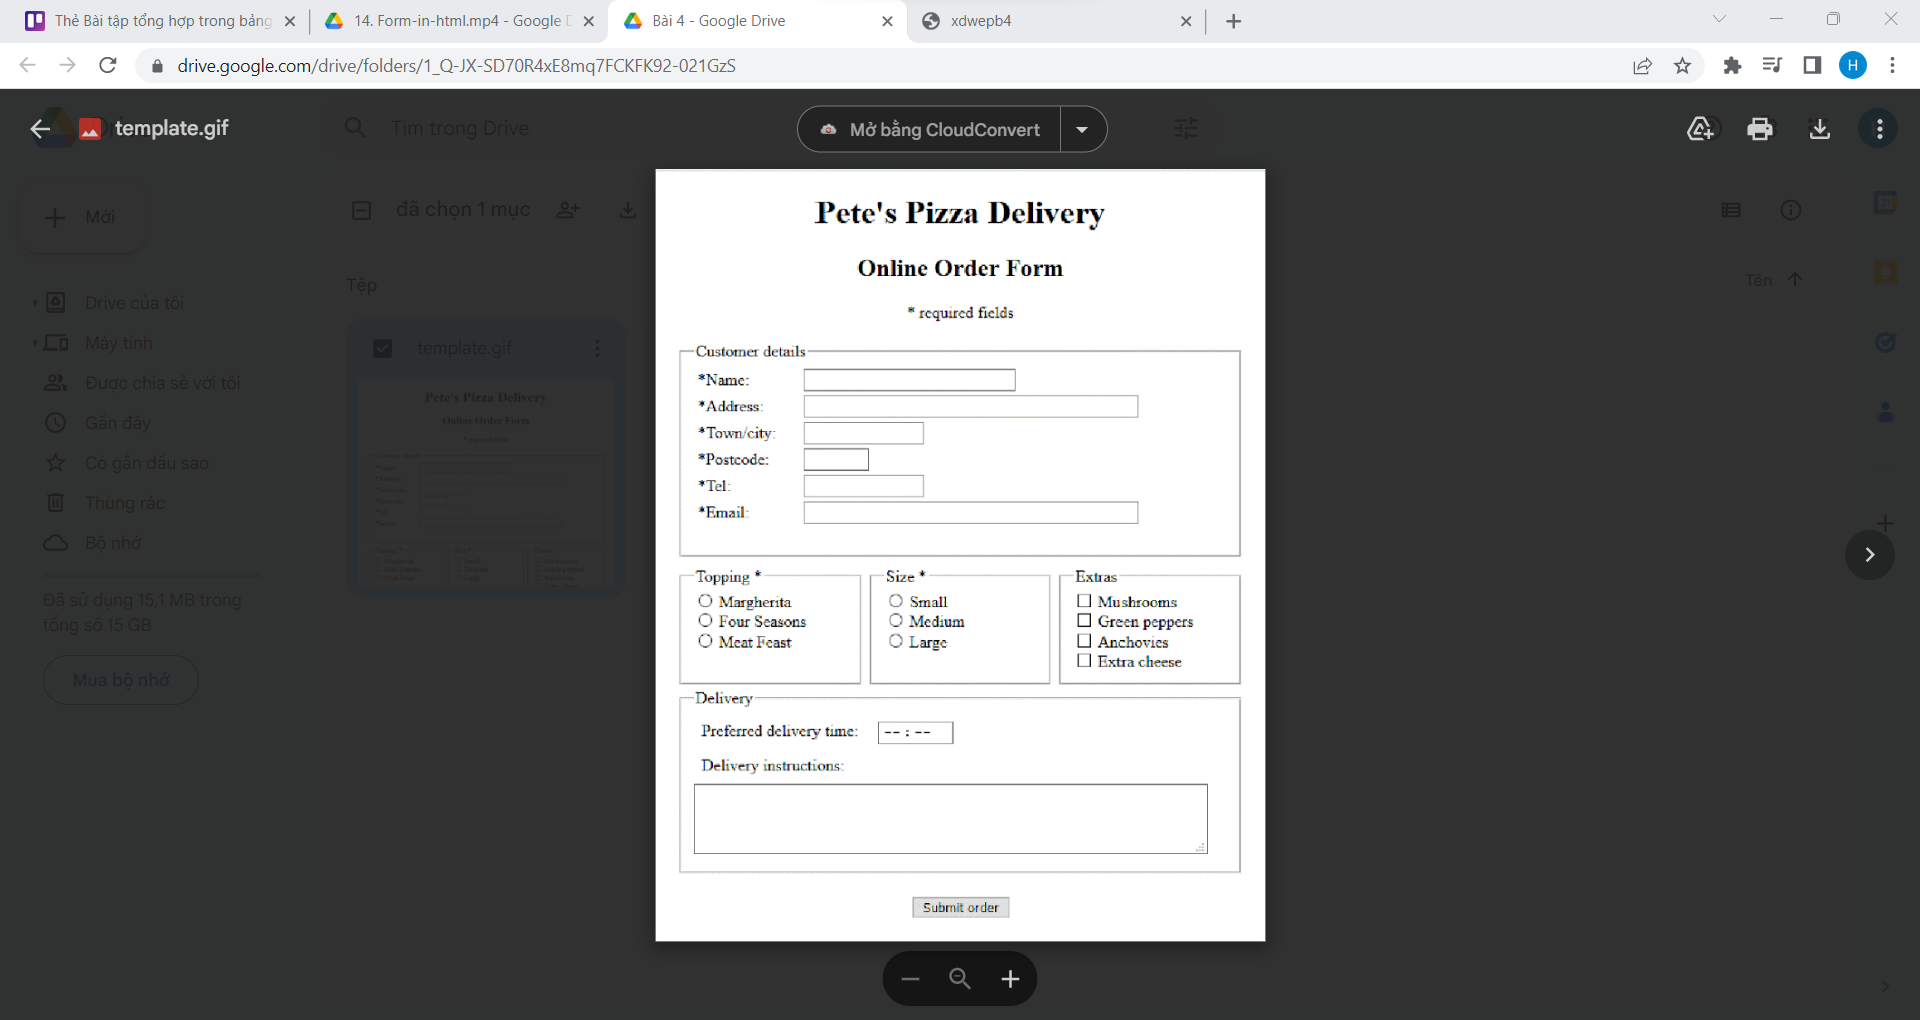 Thẻ Bài tập tổng hợp trong bảng
14. Form-in-html.mp4 - Google D
Bài 4 - Google Drive
xdwepb4
drive.google.com/drive/folders/1_Q-JX-SD70R4xE8mq7FCKFK92-021GzS
H
template.gif
Tìm trong Drive
Mở bằng CloudConvert
Mới
đã chọn 1 mục
Tệp
Tên
Drive của tôi
Máy tính
Được chia sẻ với tôi
Gần đây
Có gắn dấu sao
Thùng rác
Bộ nhớ
Đã sử dụng 15,1 MB trong
tổng số 15 GB
Mua bộ nhớ
template.gif
Pete's Pizza Delivery
Online Order Form
Pete's Pizza Delivery
Online Order Form
* required fields
Customer details
*Name:
*Address:
*Town/city:
*Postcode:
*Tel:
*Email:
Topping *
Margherita
Four Seasons
Meat Feast
Size *
Small
Medium
Large
Extras
Mushrooms
Green peppers
Anchovies
Extra cheese
Delivery
Preferred delivery time: -- : --
Delivery instructions:
Submit order